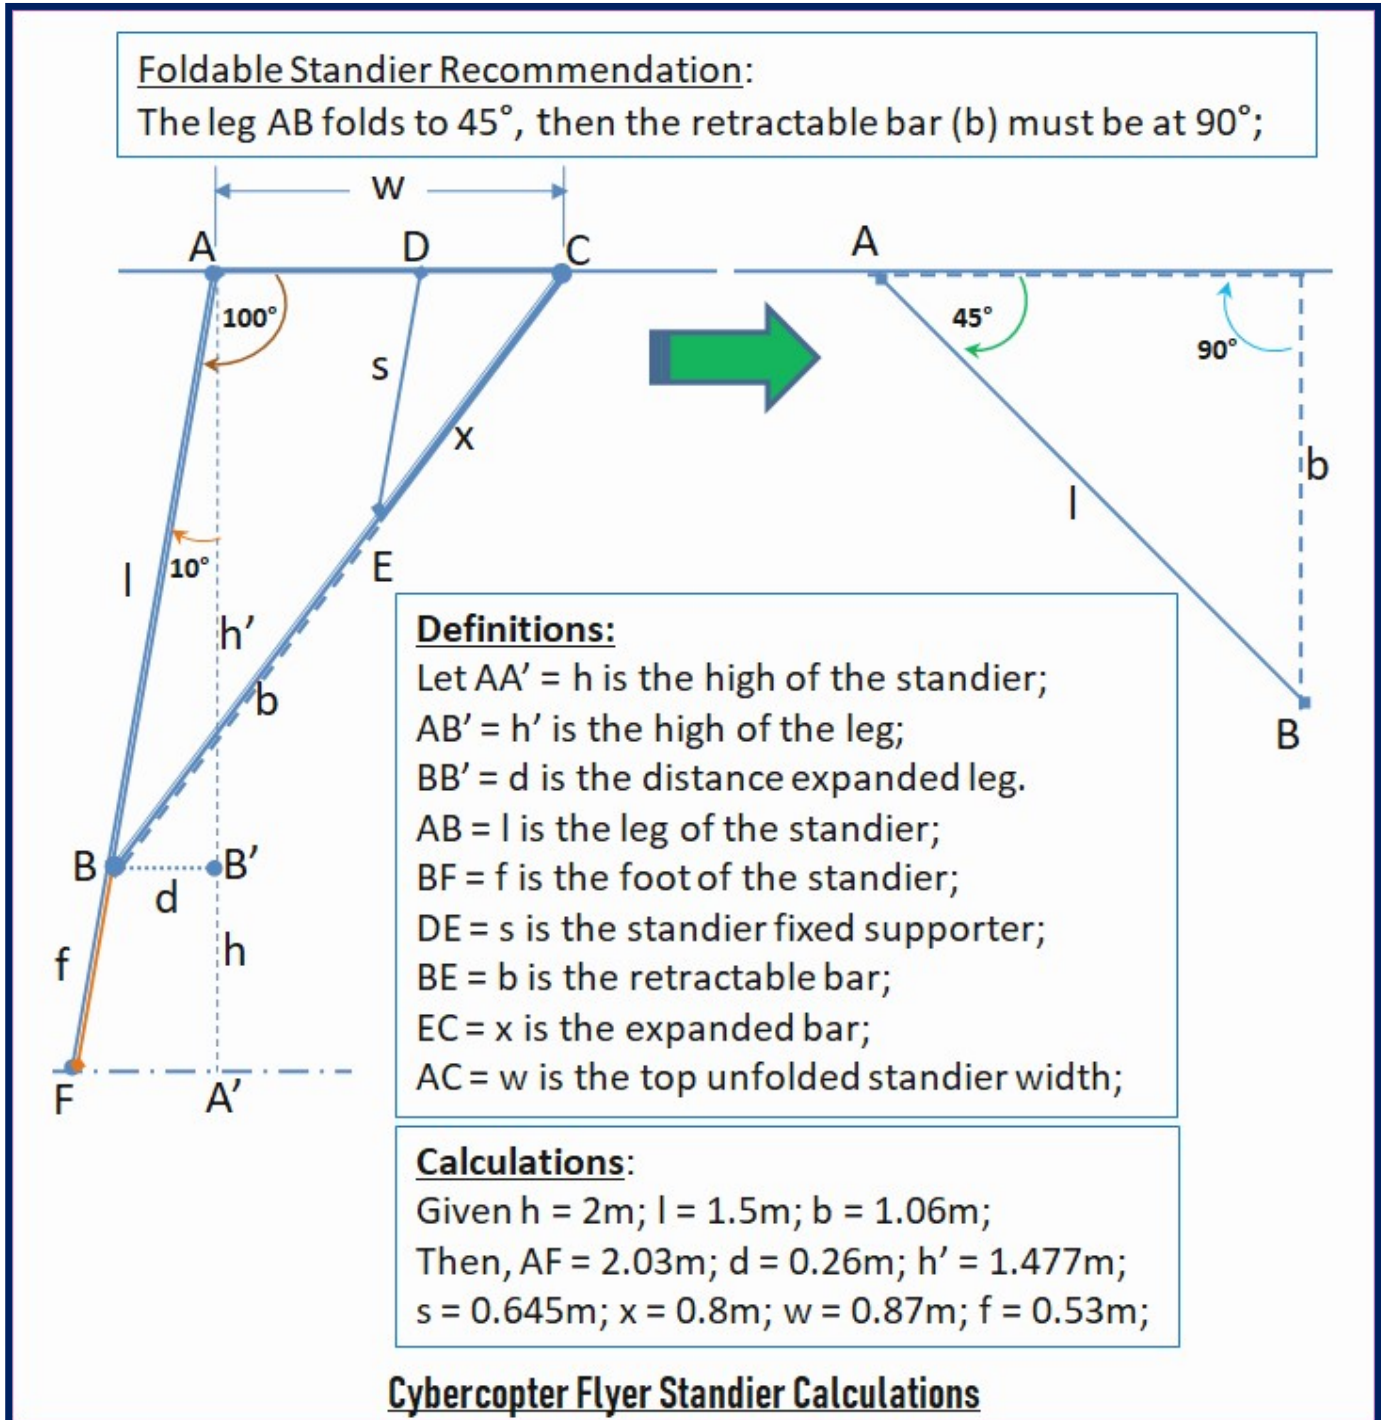 Foldable Standier Recommendation:
The leg AB folds to 45°, then the retractable bar (b) must be at 90°;
w
A
D
C
A
100°
45°
90°
s
x
b
l
10°
l
E
h’
b
B
B
B’
d
f
h
F
A’
Definitions:
Let AA’ = h is the high of the standier;
AB’ = h’ is the high of the leg;
BB’ = d is the distance expanded leg.
AB = l is the leg of the standier;
BF = f is the foot of the standier;
DE = s is the standier fixed supporter;
BE = b is the retractable bar;
EC = x is the expanded bar;
AC = w is the top unfolded standier width;
Calculations:
Given h = 2m; l = 1.5m; b = 1.06m;
Then, AF = 2.03m; d = 0.26m; h’ = 1.477m;
s = 0.645m; x = 0.8m; w = 0.87m; f = 0.53m;
Cybercopter Flyer Standier Calculations